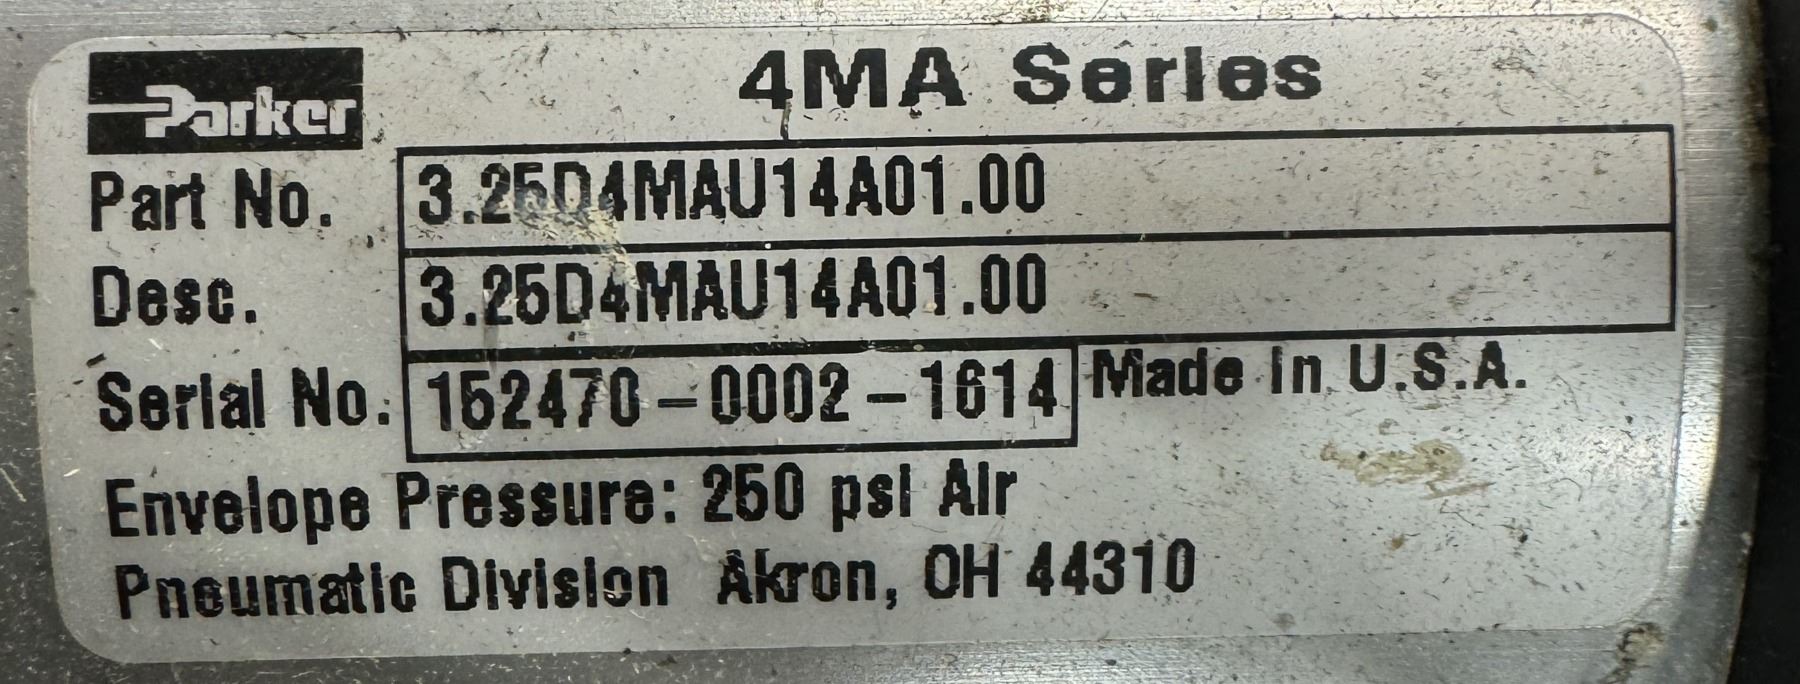 Parker 4MA Series
Part No. 3.25D4MAU14A01.00
Desc. 3.25D4MAU14A01.00
Serial No. 152470-0002-1614 Made In U.S.A.
Envelope Pressure: 250 psi Air
Pneumatic Division Akron, OH 44310